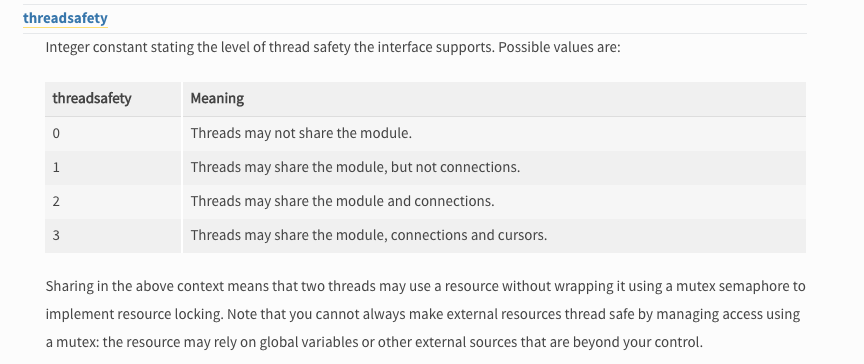 threadsafety
Integer constant stating the level of thread safety the interface supports. Possible values are:
threadsafety Meaning
0 Threads may not share the module.
1 Threads may share the module, but not connections.
2 Threads may share the module and connections.
3 Threads may share the module, connections and cursors.
Sharing in the above context means that two threads may use a resource without wrapping it using a mutex semaphore to
implement resource locking. Note that you cannot always make external resources thread safe by managing access using
a mutex: the resource may rely on global variables or other external sources that are beyond your control.